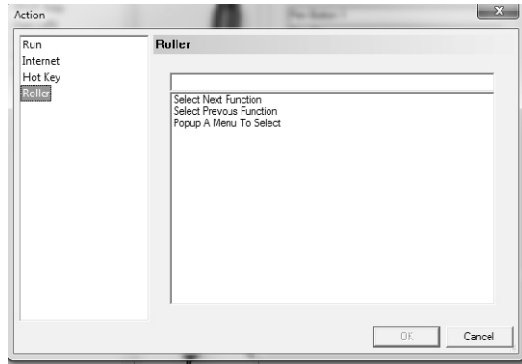 Action
Run
Internet
Hot Key
Roller
Roller
Select Next Function
Select Prevous Function
Popup A Menu To Select
OK
Cancel